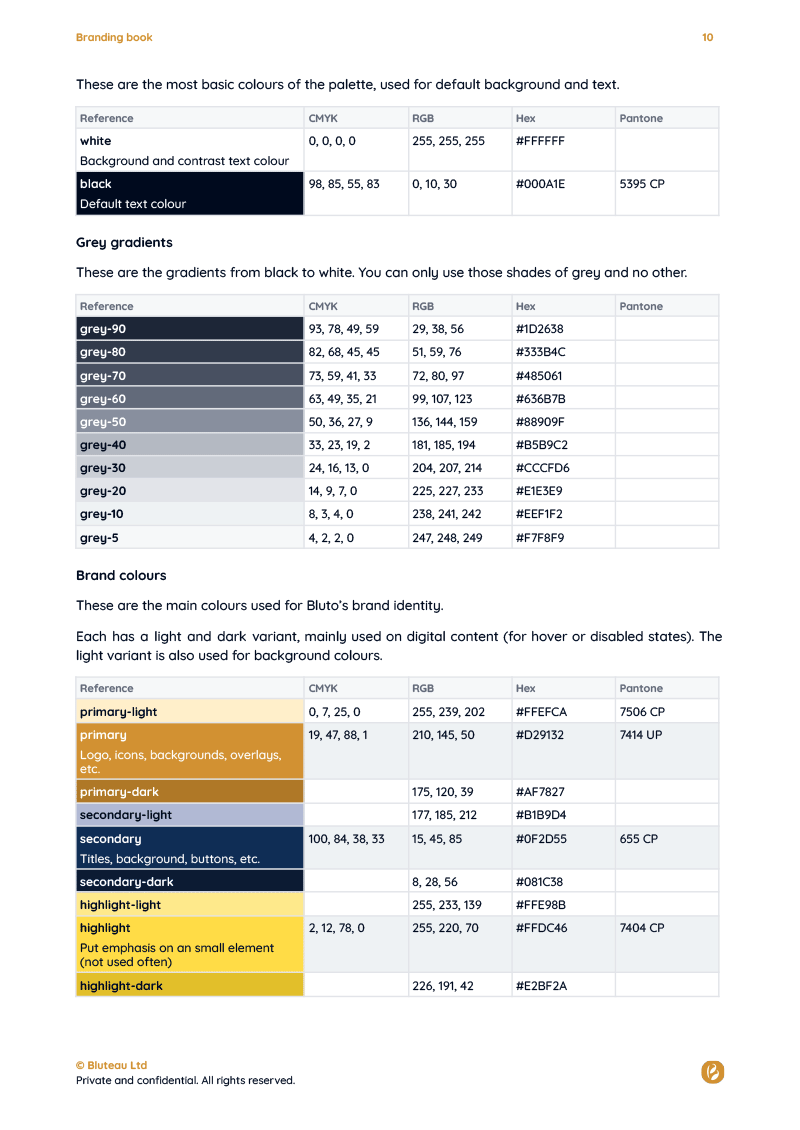 Branding book 10
These are the most basic colours of the palette, used for default background and text.
Reference CMYK RGB Hex Pantone
white 0, 0, 0, 0 255, 255, 255 #FFFFFF
Background and contrast text colour
black 98, 85, 55, 83 0, 10, 30 #000A1E 5395 CP
Default text colour
Grey gradients
These are the gradients from black to white. You can only use those shades of grey and no other.
Reference CMYK RGB Hex Pantone
grey-90 93, 78, 49, 59 29, 38, 56 #1D2638
grey-80 82, 68, 45, 45 51, 59, 76 #333B4C
grey-70 73, 59, 41, 33 72, 80, 97 #485061
grey-60 63, 49, 35, 21 99, 107, 123 #636B7B
grey-50 50, 36, 27, 9 136, 144, 159 #88909F
grey-40 33, 23, 19, 2 181, 185, 194 #B5B9C2
grey-30 24, 16, 13, 0 204, 207, 214 #CCCFD6
grey-20 14, 9, 7, 0 225, 227, 233 #E1E3E9
grey-10 8, 3, 4, 0 238, 241, 242 #EEF1F2
grey-5 4, 2, 2, 0 247, 248, 249 #F7F8F9
Brand colours
These are the main colours used for Bluto’s brand identity.
Each has a light and dark variant, mainly used on digital content (for hover or disabled states). The
light variant is also used for background colours.
Reference CMYK RGB Hex Pantone
primary-light 0, 7, 25, 0 255, 239, 202 #FFEFCA 7506 CP
primary 19, 47, 88, 1 210, 145, 50 #D29132 7414 UP
Logo, icons, backgrounds, overlays,
etc.
primary-dark 175, 120, 39 #AF7827
secondary-light 177, 185, 212 #B1B9D4
secondary 100, 84, 38, 33 15, 45, 85 #0F2D55 655 CP
Titles, background, buttons, etc.
secondary-dark 8, 28, 56 #081C38
highlight-light 255, 233, 139 #FFE98B
highlight 2, 12, 78, 0 255, 220, 70 #FFDC46 7404 CP
Put emphasis on an small element
(not used often)
highlight-dark 226, 191, 42 #E2BF2A
© Bluteau Ltd
Private and confidential. All rights reserved.